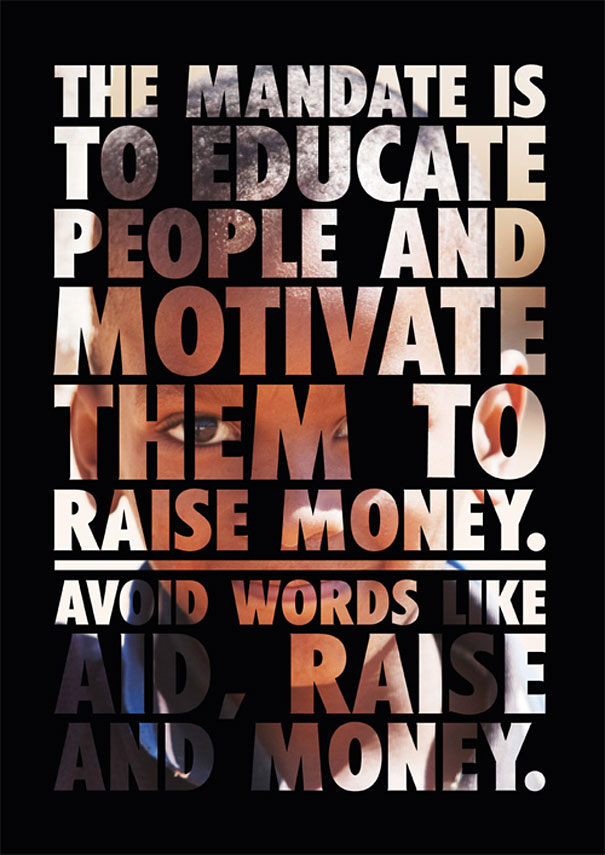 THE MANDATE IS
TO EDUCATE
PEOPLE AND
MOTIVATE
THEM TO
RAISE MONEY.
AVOID WORDS LIKE
AID, RAISE
AND MONEY.